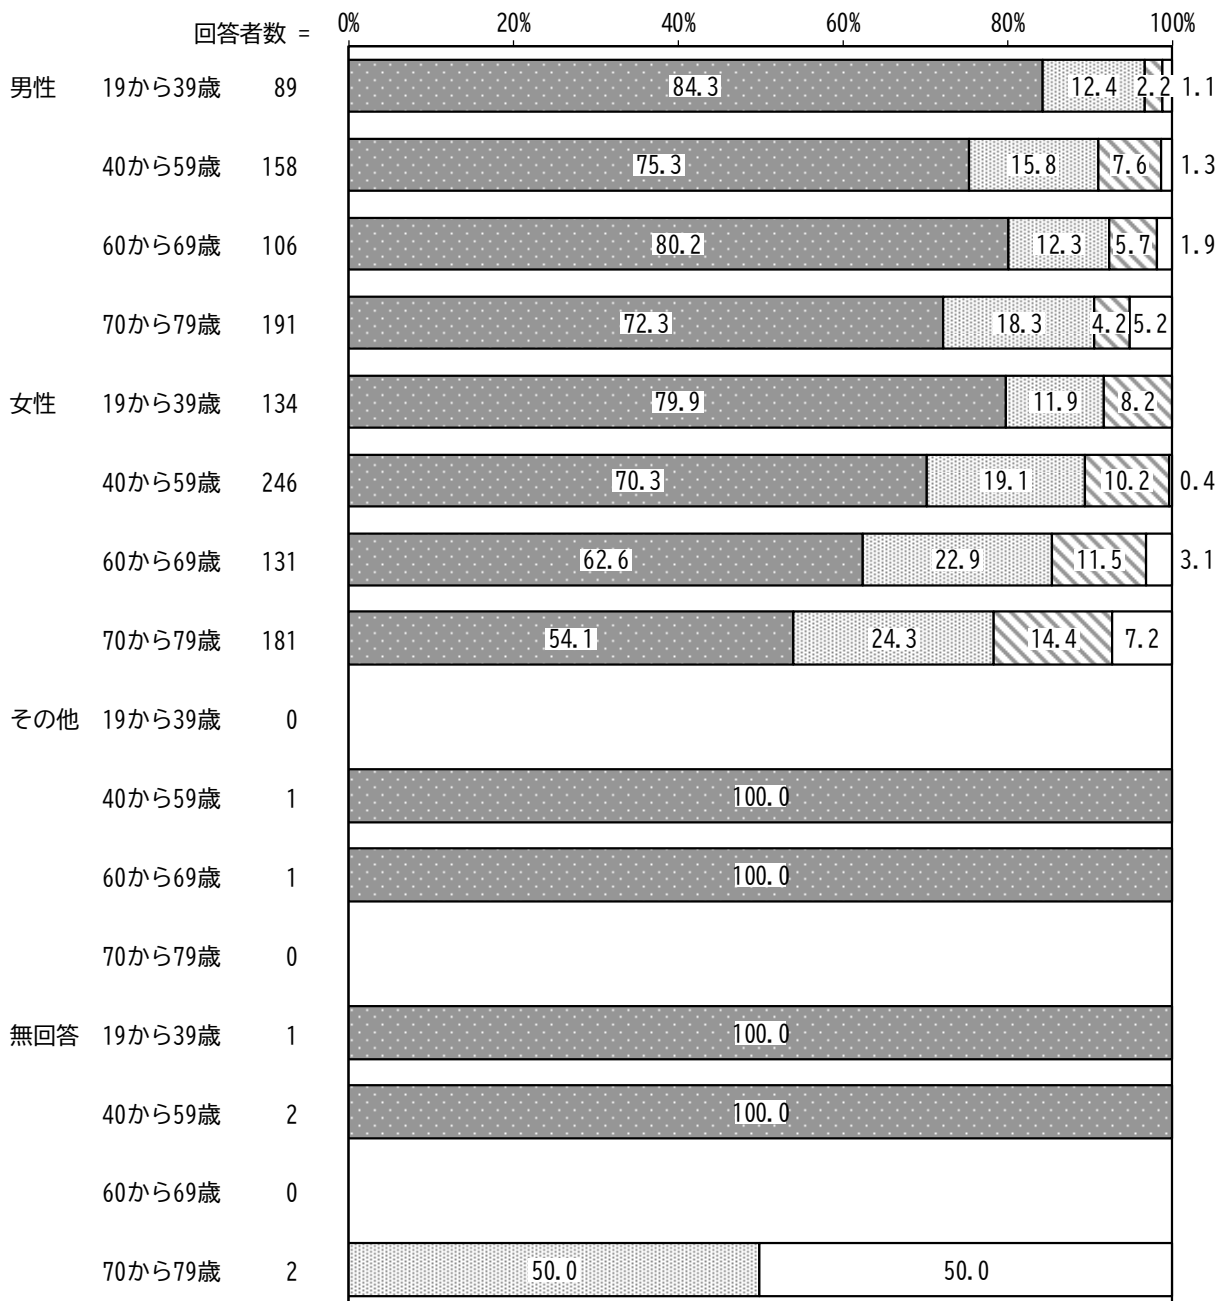 回答者数 =
0% 20% 40% 60% 80% 100%
男性 19から39歳 89 84.3 12.4 2.2 1.1
40から59歳 158 75.3 15.8 7.6 1.3
60から69歳 106 80.2 12.3 5.7 1.9
70から79歳 191 72.3 18.3 4.2 5.2
女性 19から39歳 134 79.9 11.9 8.2
40から59歳 246 70.3 19.1 10.2 0.4
60から69歳 131 62.6 22.9 11.5 3.1
70から79歳 181 54.1 24.3 14.4 7.2
その他 19から39歳 0
40から59歳 1 100.0
60から69歳 1 100.0
70から79歳 0
無回答 19から39歳 1 100.0
40から59歳 2 100.0
60から69歳 0
70から79歳 2 50.0 50.0